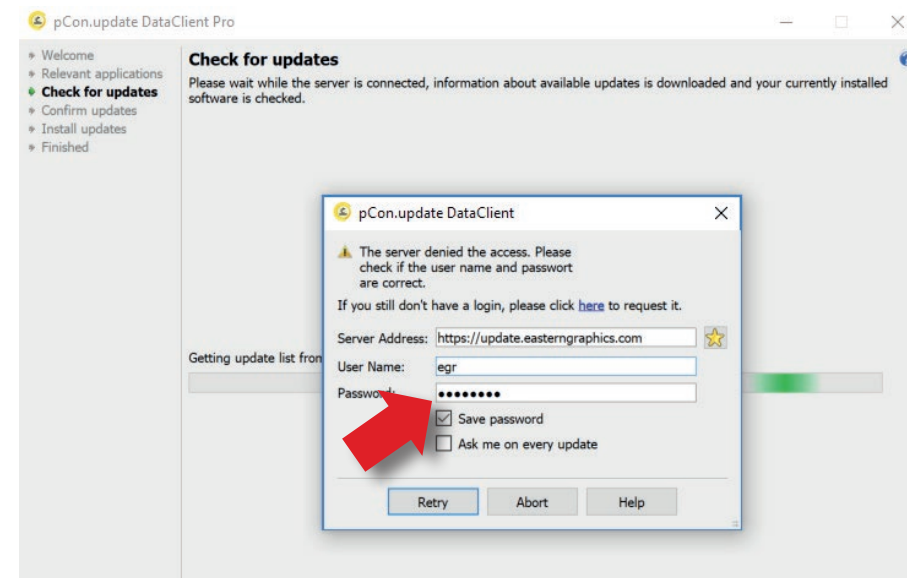 pCon.update DataClient Pro
Welcome
Relevant applications
Check for updates
Confirm updates
Install updates
Finished
Check for updates
Please wait while the server is connected, information about available updates is downloaded and your currently installed
software is checked.
Getting update list from
pCon.update DataClient
The server denied the access. Please
check if the user name and passwort
are correct.
If you still don't have a login, please click here to request it.
Server Address: https://update.easterngraphics.com
User Name: egr
Password: ●●●●●●●●
Save password
Ask me on every update
Retry Abort Help